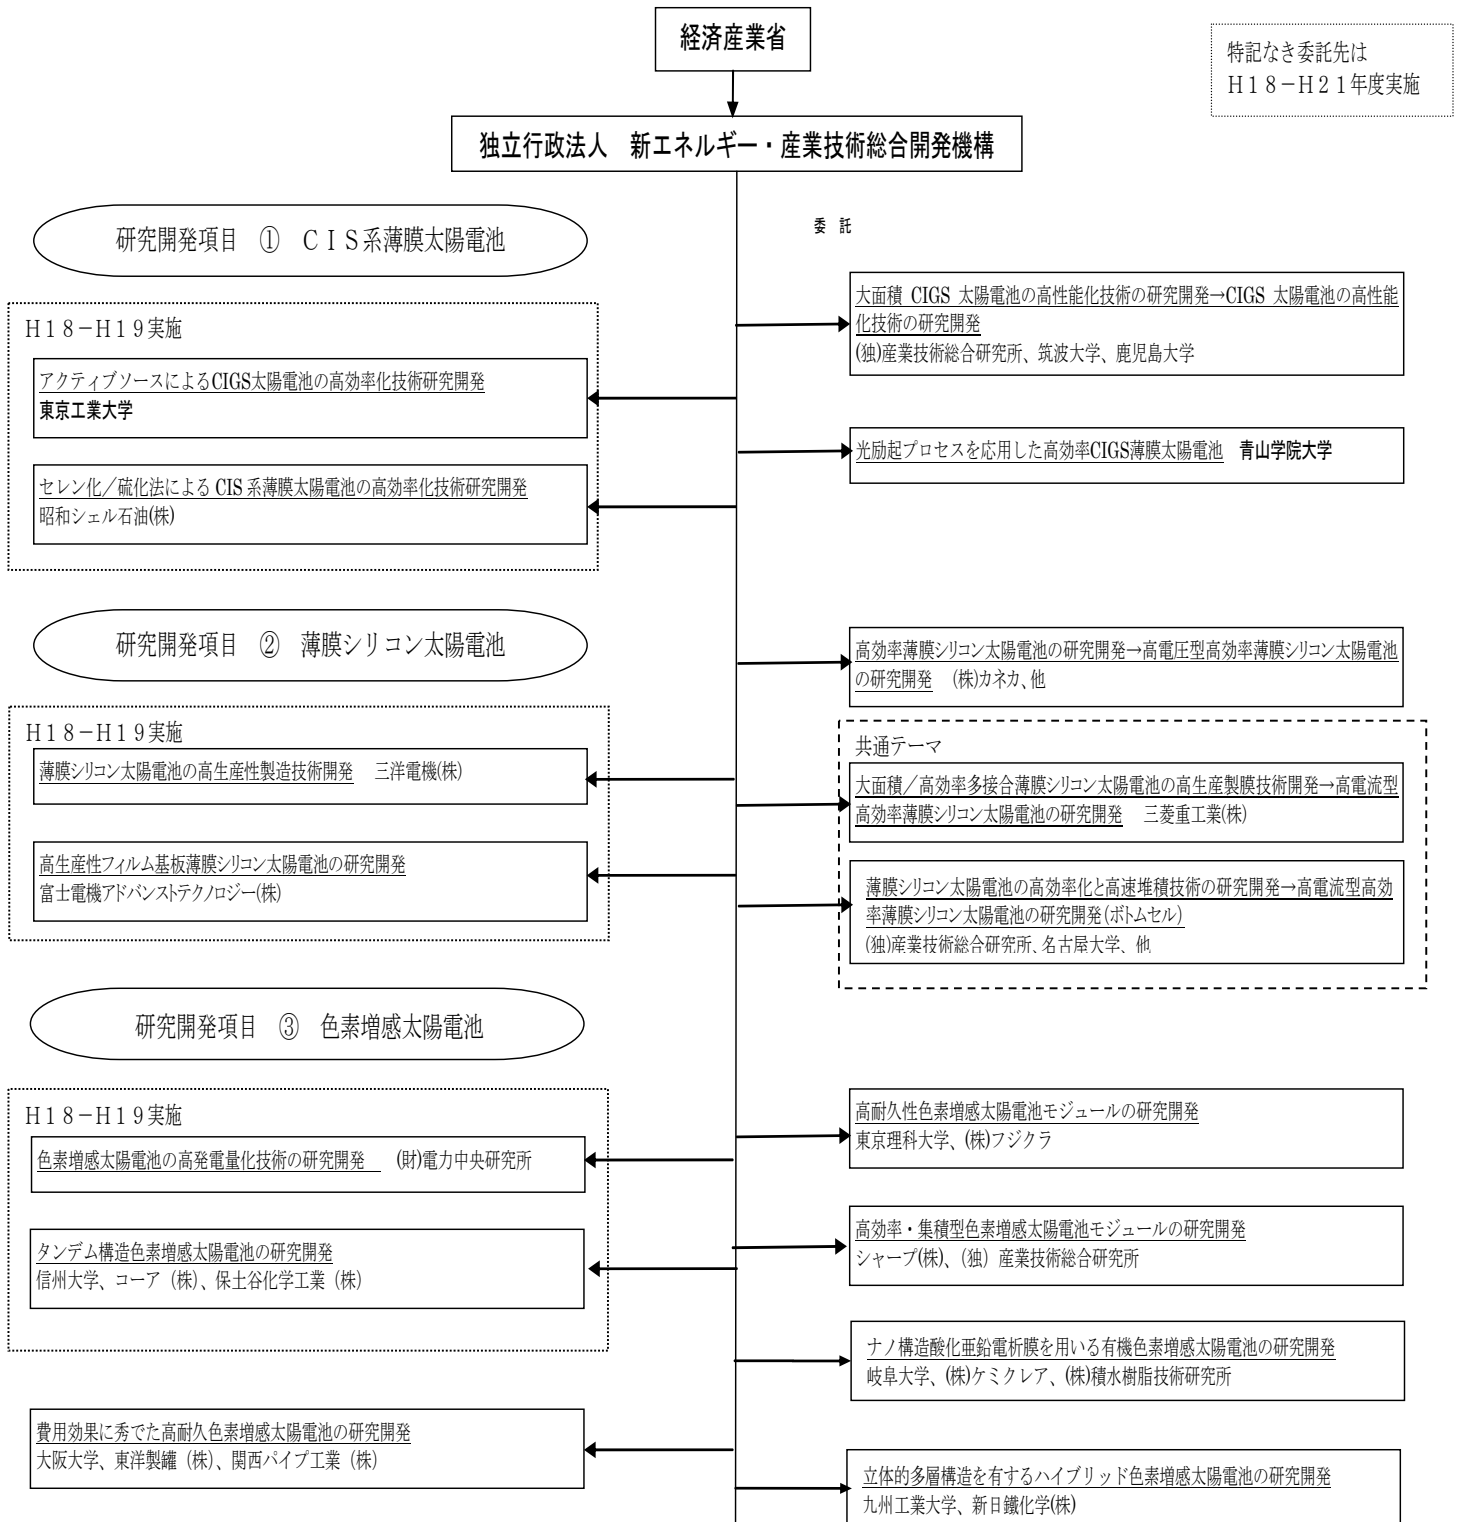 経済産業省
特記なき委託先は
Ｈ１８－Ｈ２１年度実施
独立行政法人　新エネルギー・産業技術総合開発機構
委 託
研究開発項目　①　ＣＩＳ系薄膜太陽電池
Ｈ１８－Ｈ１９実施
アクティブソースによるCIGS太陽電池の高効率化技術研究開発
東京工業大学
セレン化／硫化法による CIS 系薄膜太陽電池の高効率化技術研究開発
昭和シェル石油(株)
大面積 CIGS 太陽電池の高性能化技術の研究開発→CIGS 太陽電池の高性能
化技術の研究開発
(独)産業技術総合研究所、筑波大学、鹿児島大学
光励起プロセスを応用した高効率CIGS薄膜太陽電池　青山学院大学
研究開発項目　②　薄膜シリコン太陽電池
Ｈ１８－Ｈ１９実施
薄膜シリコン太陽電池の高生産性製造技術開発　三洋電機(株)
高生産性フィルム基板薄膜シリコン太陽電池の研究開発
富士電機アドバンストテクノロジー(株)
高効率薄膜シリコン太陽電池の研究開発→高電圧型高効率薄膜シリコン太陽電池
の研究開発　(株)カネカ、他
共通テーマ
大面積／高効率多接合薄膜シリコン太陽電池の高生産製膜技術開発→高電流型
高効率薄膜シリコン太陽電池の研究開発　三菱重工業(株)
薄膜シリコン太陽電池の高効率化と高速堆積技術の研究開発→高電流型高効
率薄膜シリコン太陽電池の研究開発(ボトムセル)
(独)産業技術総合研究所、名古屋大学、他
研究開発項目　③　色素増感太陽電池
Ｈ１８－Ｈ１９実施
色素増感太陽電池の高発電量化技術の研究開発　(財)電力中央研究所
タンデム構造色素増感太陽電池の研究開発
信州大学、コーア（株）、保土谷化学工業（株）
費用効果に秀でた高耐久色素増感太陽電池の研究開発
大阪大学、東洋製罐（株）、関西パイプ工業（株）
高耐久性色素増感太陽電池モジュールの研究開発
東京理科大学、(株)フジクラ
高効率・集積型色素増感太陽電池モジュールの研究開発
シャープ(株)、（独）産業技術総合研究所
ナノ構造酸化亜鉛電析膜を用いる有機色素増感太陽電池の研究開発
岐阜大学、(株)ケミクレア、(株)積水樹脂技術研究所
立体的多層構造を有するハイブリッド色素増感太陽電池の研究開発
九州工業大学、新日鐵化学(株)